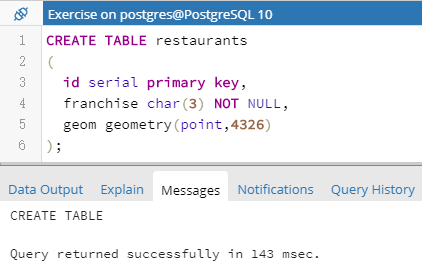 Exercise on postgres@PostgreSQL 10
1 CREATE TABLE restaurants
2 (
3 id serial primary key,
4 franchise char(3) NOT NULL,
5 geom geometry(point,4326)
6 );
Data Output Explain Messages Notifications Query History
CREATE TABLE
Query returned successfully in 143 msec.